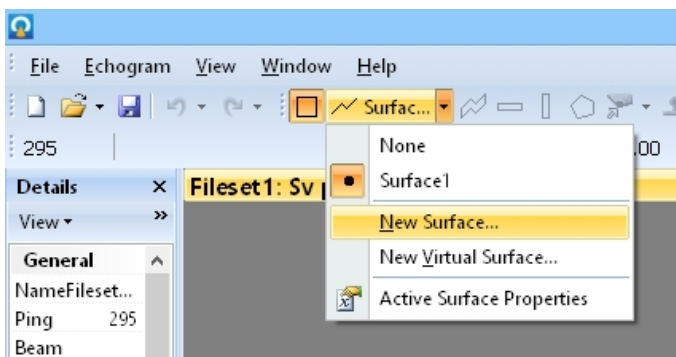 File Echogram View Window Help
Surfac...
295
None
.00
Surface1
New Surface...
New Virtual Surface...
Active Surface Properties
Details ×
Fileset1: Sv
View »
General
NameFileset...
Ping 295
Beam